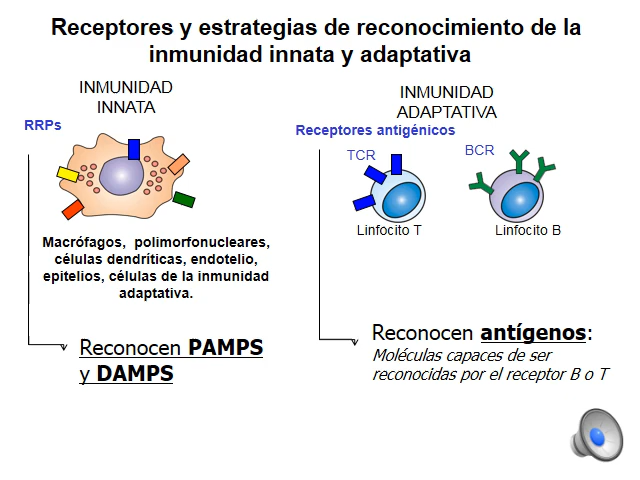 Receptores y estrategias de reconocimiento de la
inmunidad innata y adaptativa
INMUNIDAD
INNATA
RRPs
Macrófagos, polimorfonucleares,
células dendríticas, endotelio,
epitelios, células de la inmunidad
adaptativa.
Reconocen PAMPS
y DAMPS
INMUNIDAD
ADAPTATIVA
Receptores antigénicos
TCR
BCR
Linfocito T
Linfocito B
Reconocen antígenos:
Moléculas capaces de ser
reconocidas por el receptor B o T